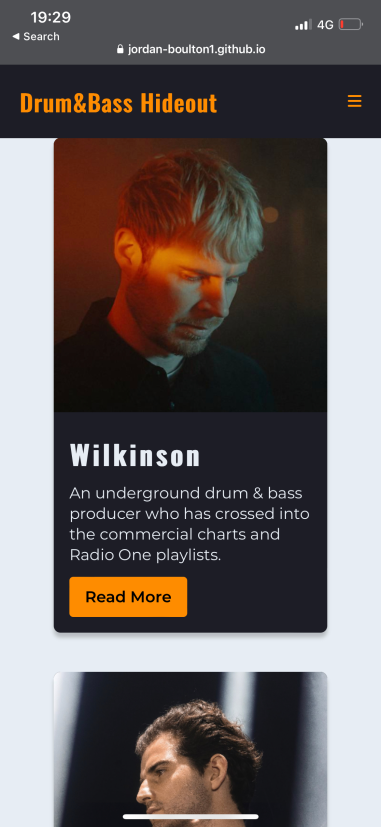 19:29
4G
◀ Search
jordan-boulton1.github.io
Drum&Bass Hideout
Wilkinson
An underground drum & bass
producer who has crossed into
the commercial charts and
Radio One playlists.
Read More